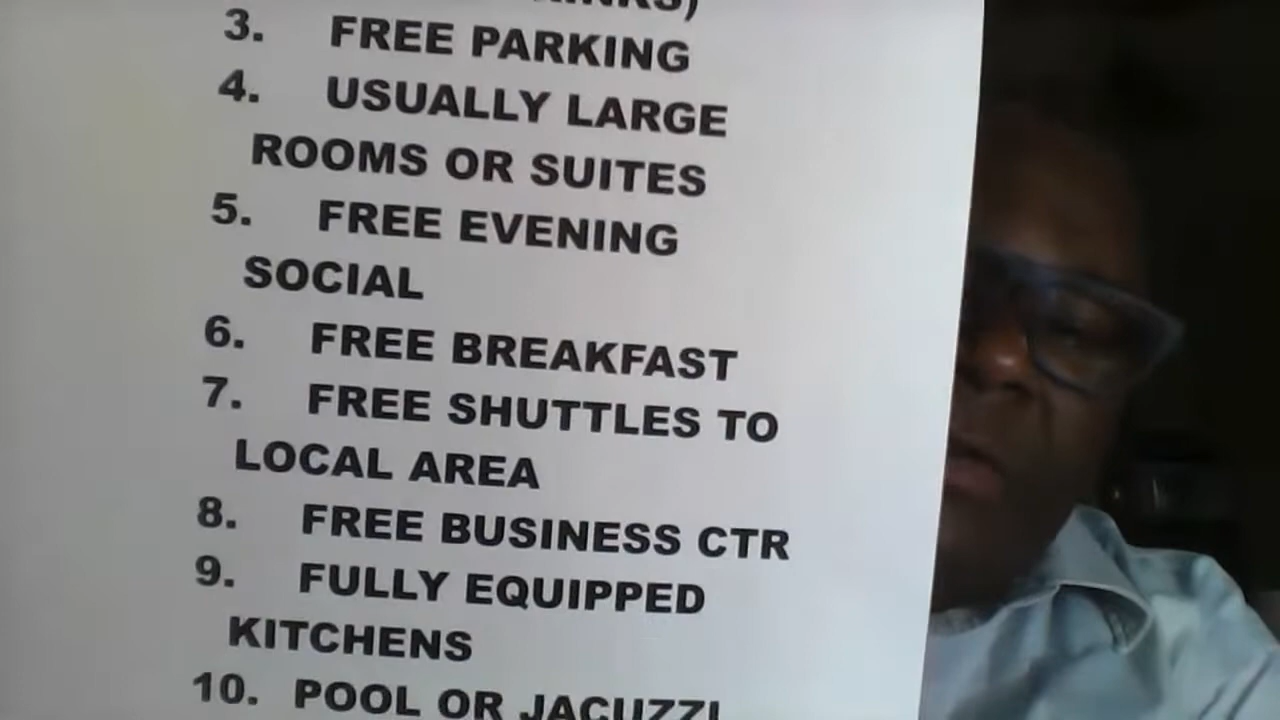 3. FREE PARKING
4. USUALLY LARGE
ROOMS OR SUITES
5. FREE EVENING
SOCIAL
6. FREE BREAKFAST
7. FREE SHUTTLES TO
LOCAL AREA
8. FREE BUSINESS CTR
9. FULLY EQUIPPED
KITCHENS
10. POOL OR JACUZZI